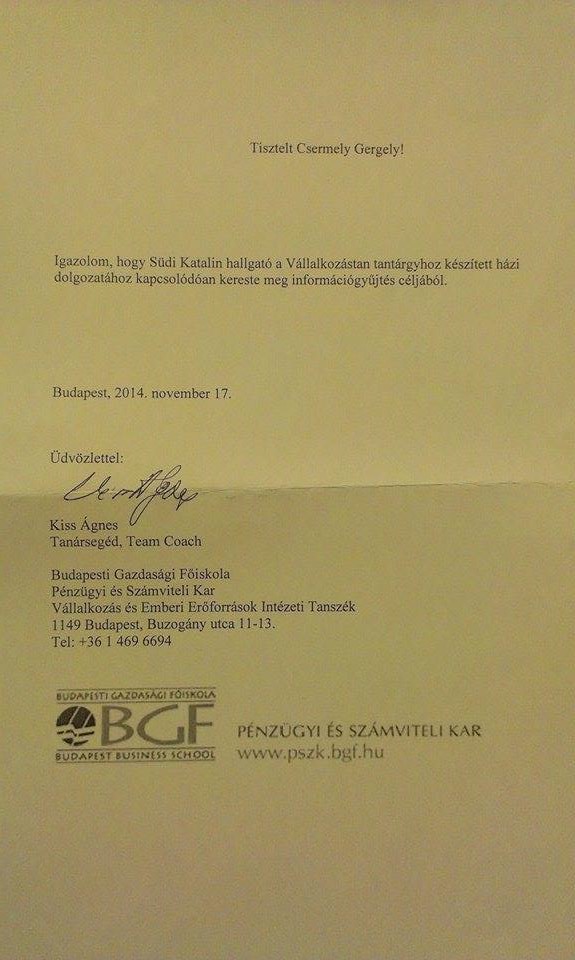 Tisztelt Csermely Gergely!
Igazolom, hogy Südi Katalin hallgató a Vállalkozástan tantárgyhoz készített házi
dolgozatához kapcsolódóan kereste meg információgyűjtés céljából.
Budapest, 2014. november 17.
Üdvözlettel:
Kiss Ágnes
Tanársegéd, Team Coach
Budapesti Gazdasági Főiskola
Pénzügyi és Számviteli Kar
Vállalkozás és Emberi Erőforrások Intézeti Tanszék
1149 Budapest, Buzogány utca 11-13.
Tel: +36 1 469 6694
BUDAPESTI GAZDASÁGI FŐISKOLA
BGF
BUDAPEST BUSINESS SCHOOL
PÉNZÜGYI ÉS SZÁMVITELI KAR
www.pszk.bgf.hu